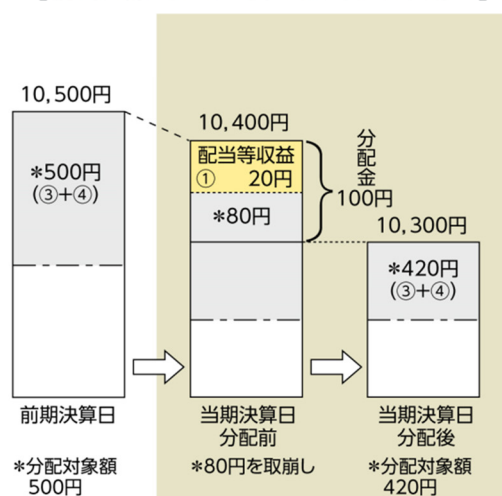 10,500円
*500円
(③+④)
10,400円
配当等収益
① 20円
*80円
分配金
100円
10,300円
*420円
(③+④)
前期決算日
当期決算日
分配前
当期決算日
分配後
*分配対象額
500円
*80円を取崩し
*分配対象額
420円